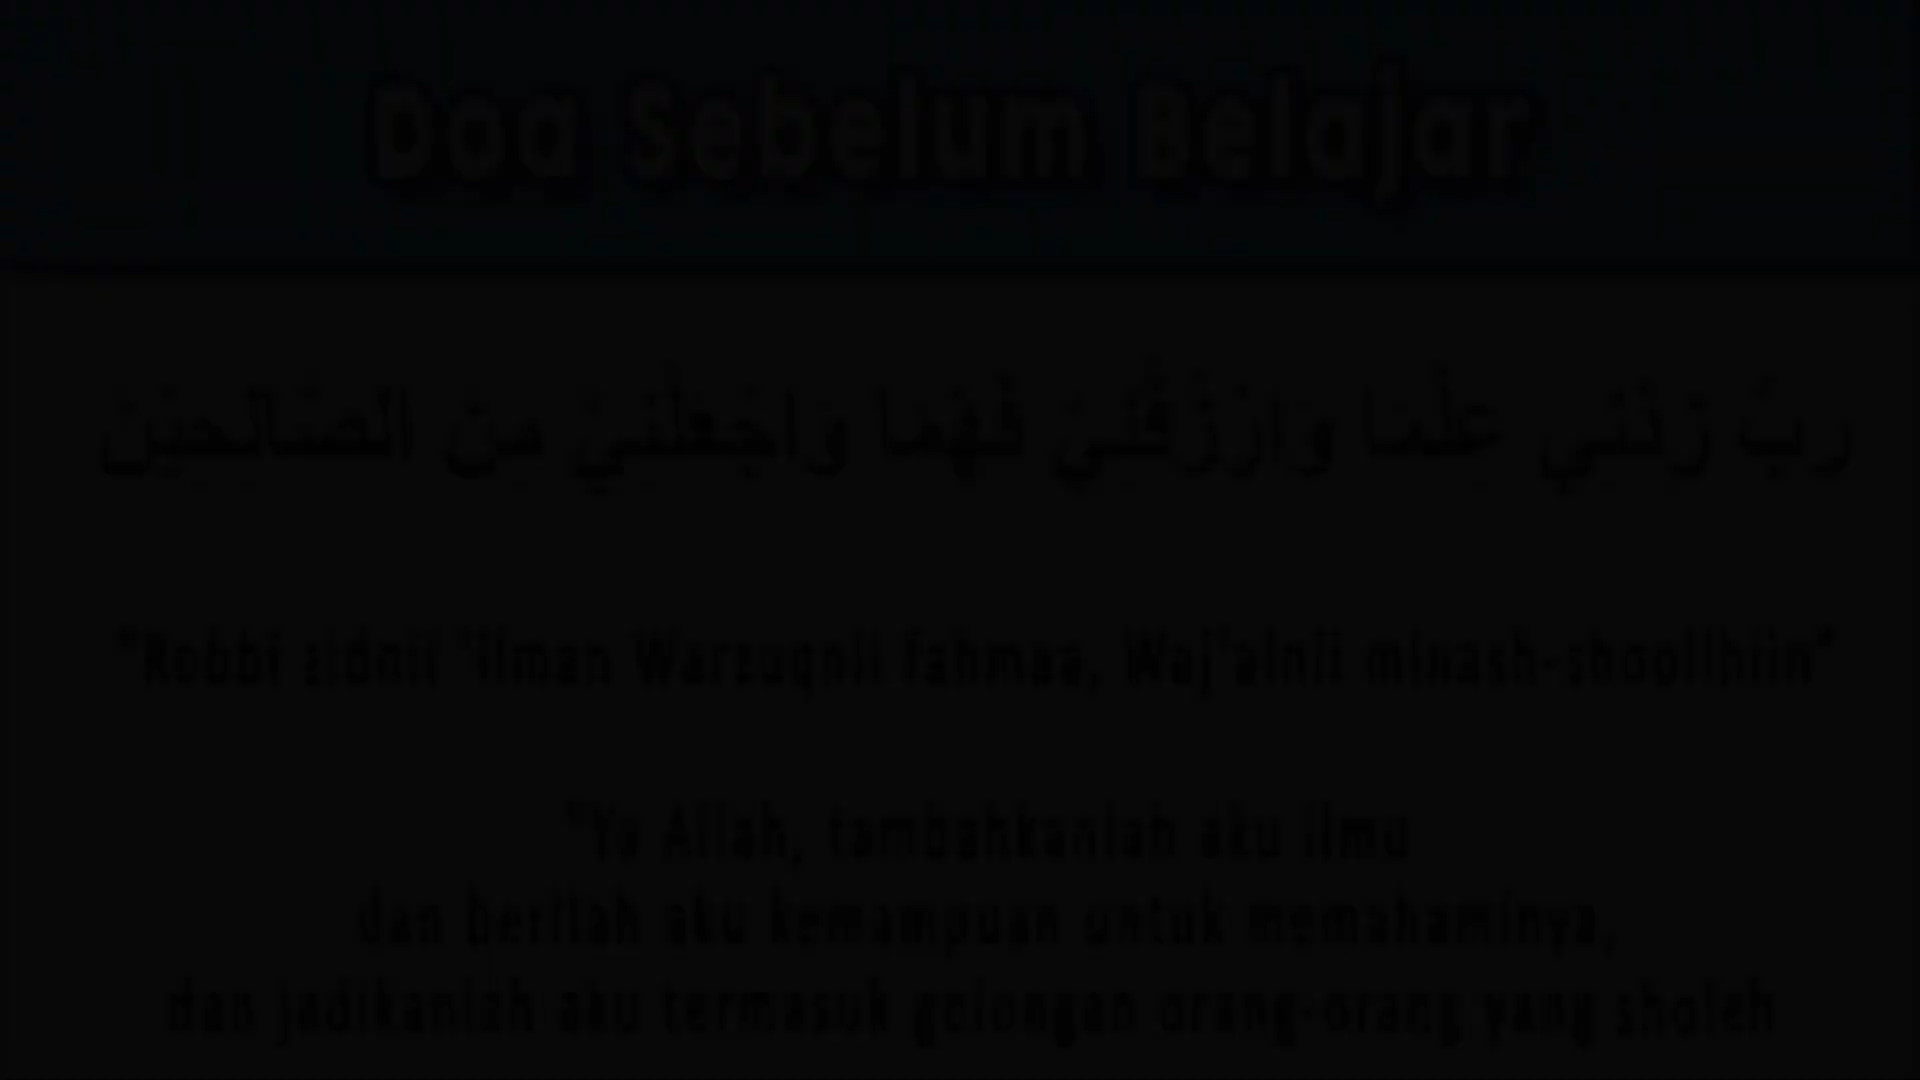 Doa Sebelum Belajar
رَبِّ زِدْنِي عِلْمًا وَارْزُقْنِيْ فَهْمًا وَاجْعَلْنِيْ مِنَ الصَّالِحِيْنَ
"Robbi zidnii 'ilman Warzuqnii fahmaa, Waj'alnii minash-shoolihiin"
"Ya Allah, tambahkanlah aku ilmu
dan berilah aku kemampuan untuk memahaminya,
dan jadikanlah aku termasuk golongan orang-orang yang sholeh